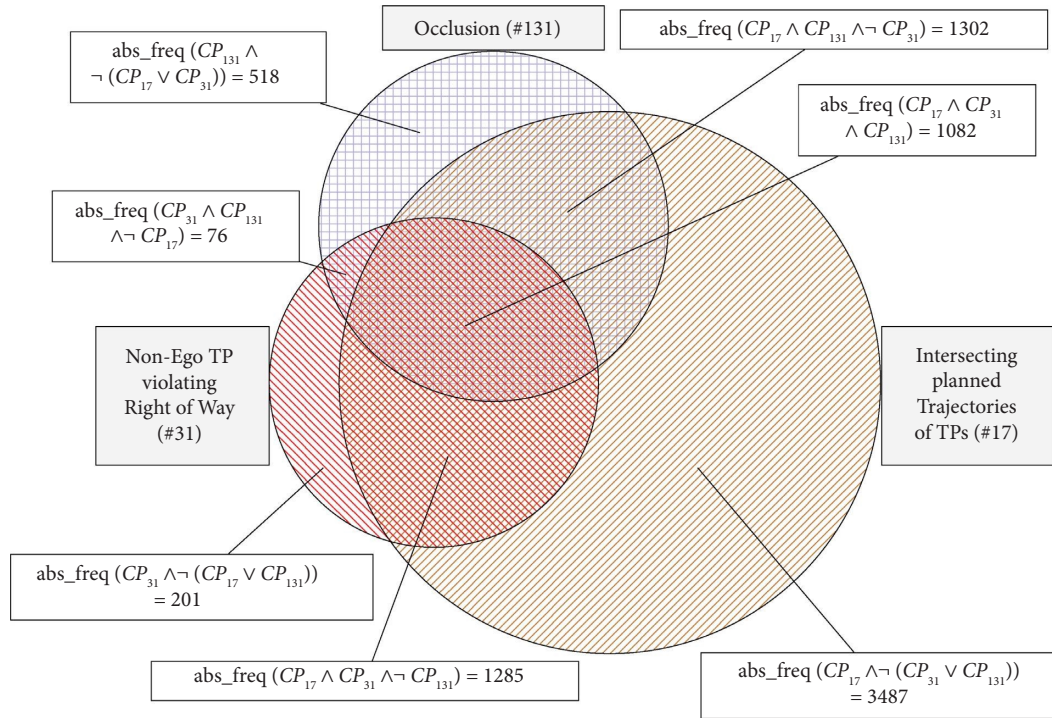 Occlusion (#131)
abs_freq (CP₁₇ ∧ CP₁₃₁ ∧¬ CP₃₁) = 1302
abs_freq (CP₁₃₁ ∧
¬ (CP₁₇ ∨ CP₃₁)) = 518
abs_freq (CP₁₇ ∧ CP₃₁
∧ CP₁₃₁) = 1082
abs_freq (CP₃₁ ∧ CP₁₃₁
∧¬ CP₁₇) = 76
Non-Ego TP
violating
Right of Way
(#31)
Intersecting
planned
Trajectories
of TPs (#17)
abs_freq (CP₃₁ ∧¬ (CP₁₇ ∨ CP₁₃₁))
= 201
abs_freq (CP₁₇ ∧ CP₃₁ ∧¬ CP₁₃₁) = 1285
abs_freq (CP₁₇ ∧¬ (CP₃₁ ∨ CP₁₃₁))
= 3487